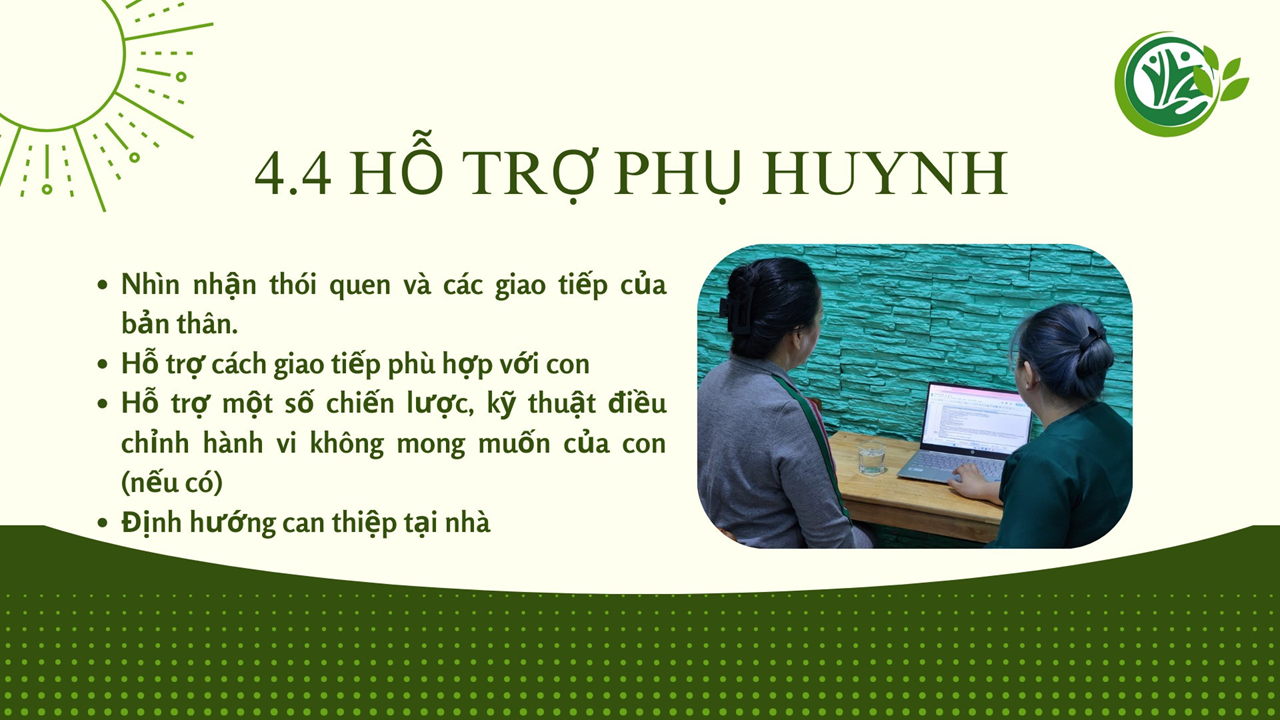 4.4 HỖ TRỢ PHỤ HUYNH
• Nhìn nhận thói quen và các giao tiếp của
bản thân.
• Hỗ trợ cách giao tiếp phù hợp với con
• Hỗ trợ một số chiến lược, kỹ thuật điều
chỉnh hành vi không mong muốn của con
(nếu có)
• Định hướng can thiệp tại nhà